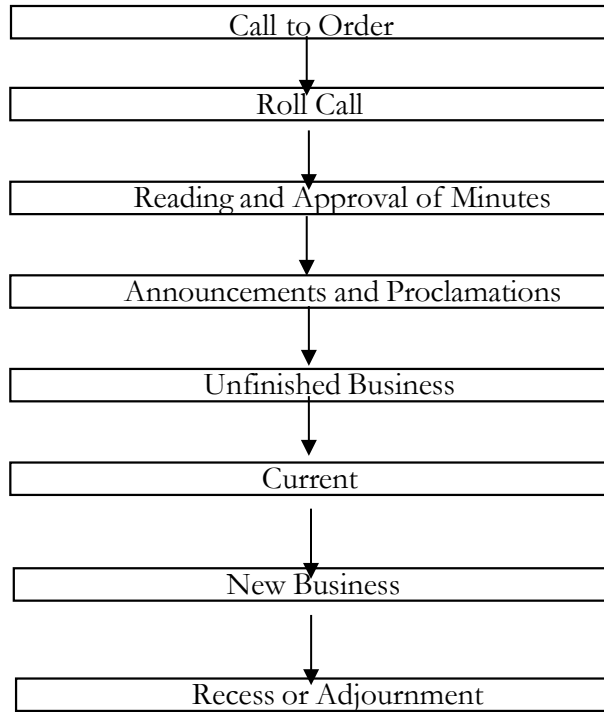 Call to Order
Roll Call
Reading and Approval of Minutes
Announcements and Proclamations
Unfinished Business
Current
New Business
Recess or Adjournment